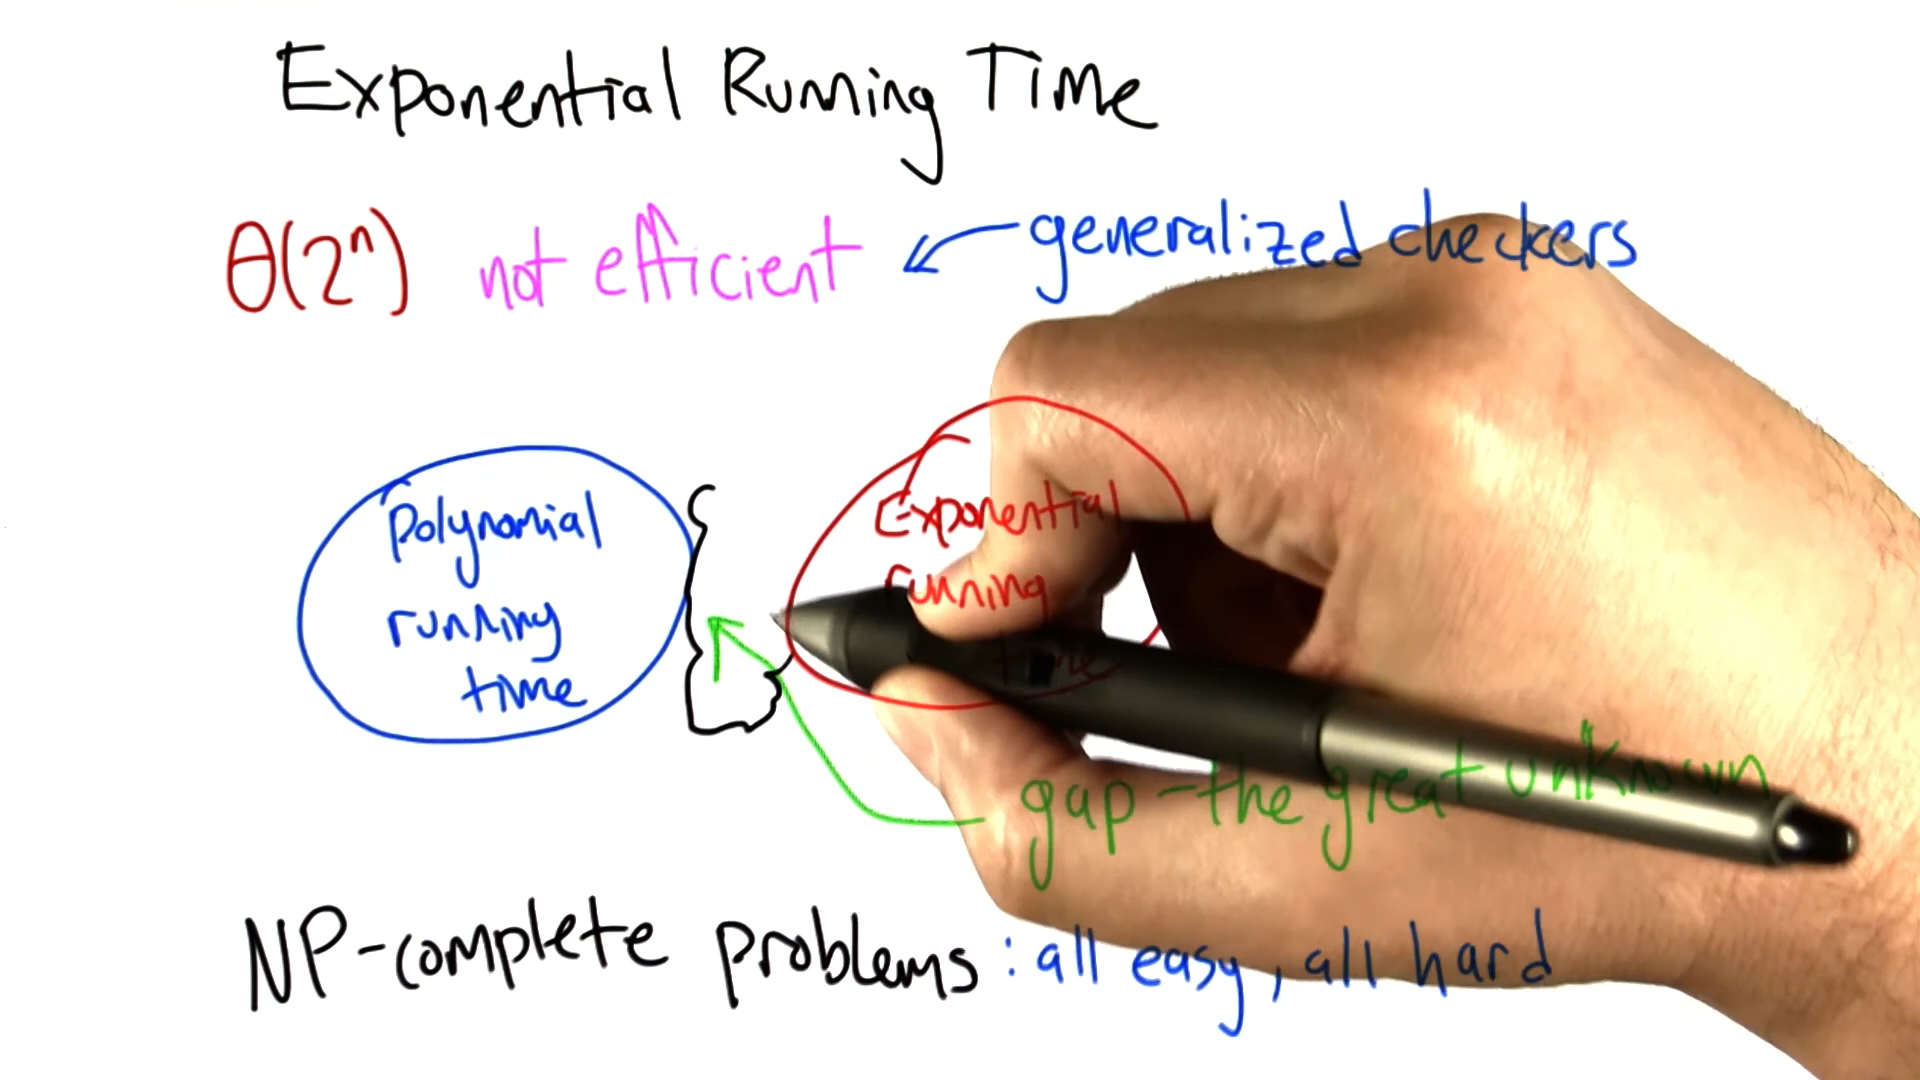 Exponential Running Time
θ(2ⁿ) not efficient ← generalized checkers
Polynomial
running
time
Exponential
running
time
gap - the great unknown
NP-complete problems: all easy, all hard